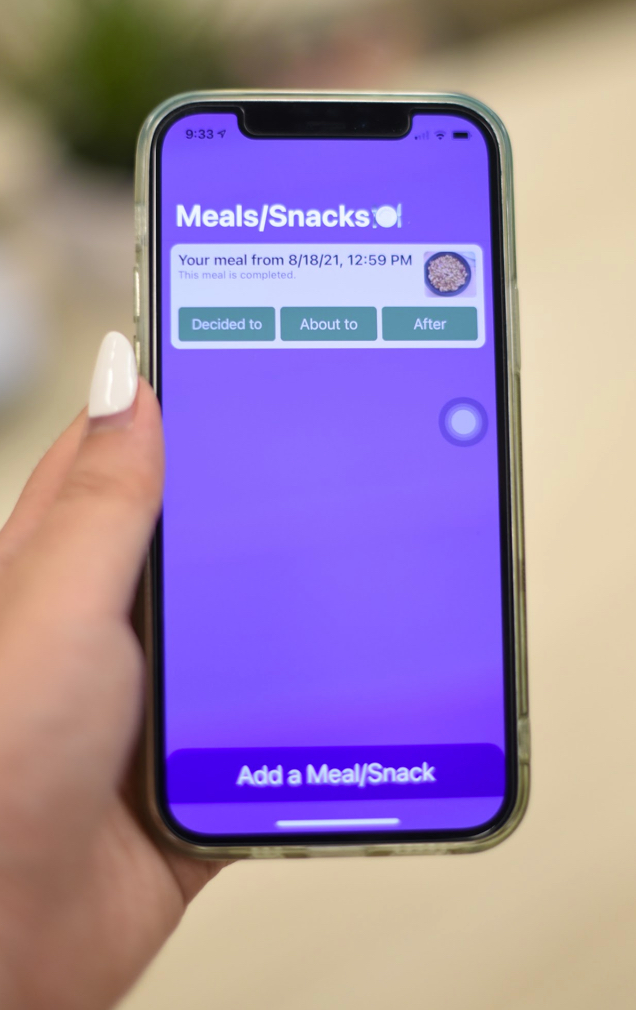 9:33
Meals/Snacks🍽
Your meal from 8/18/21, 12:59 PM
This meal is completed.
Decided to About to After
Add a Meal/Snack